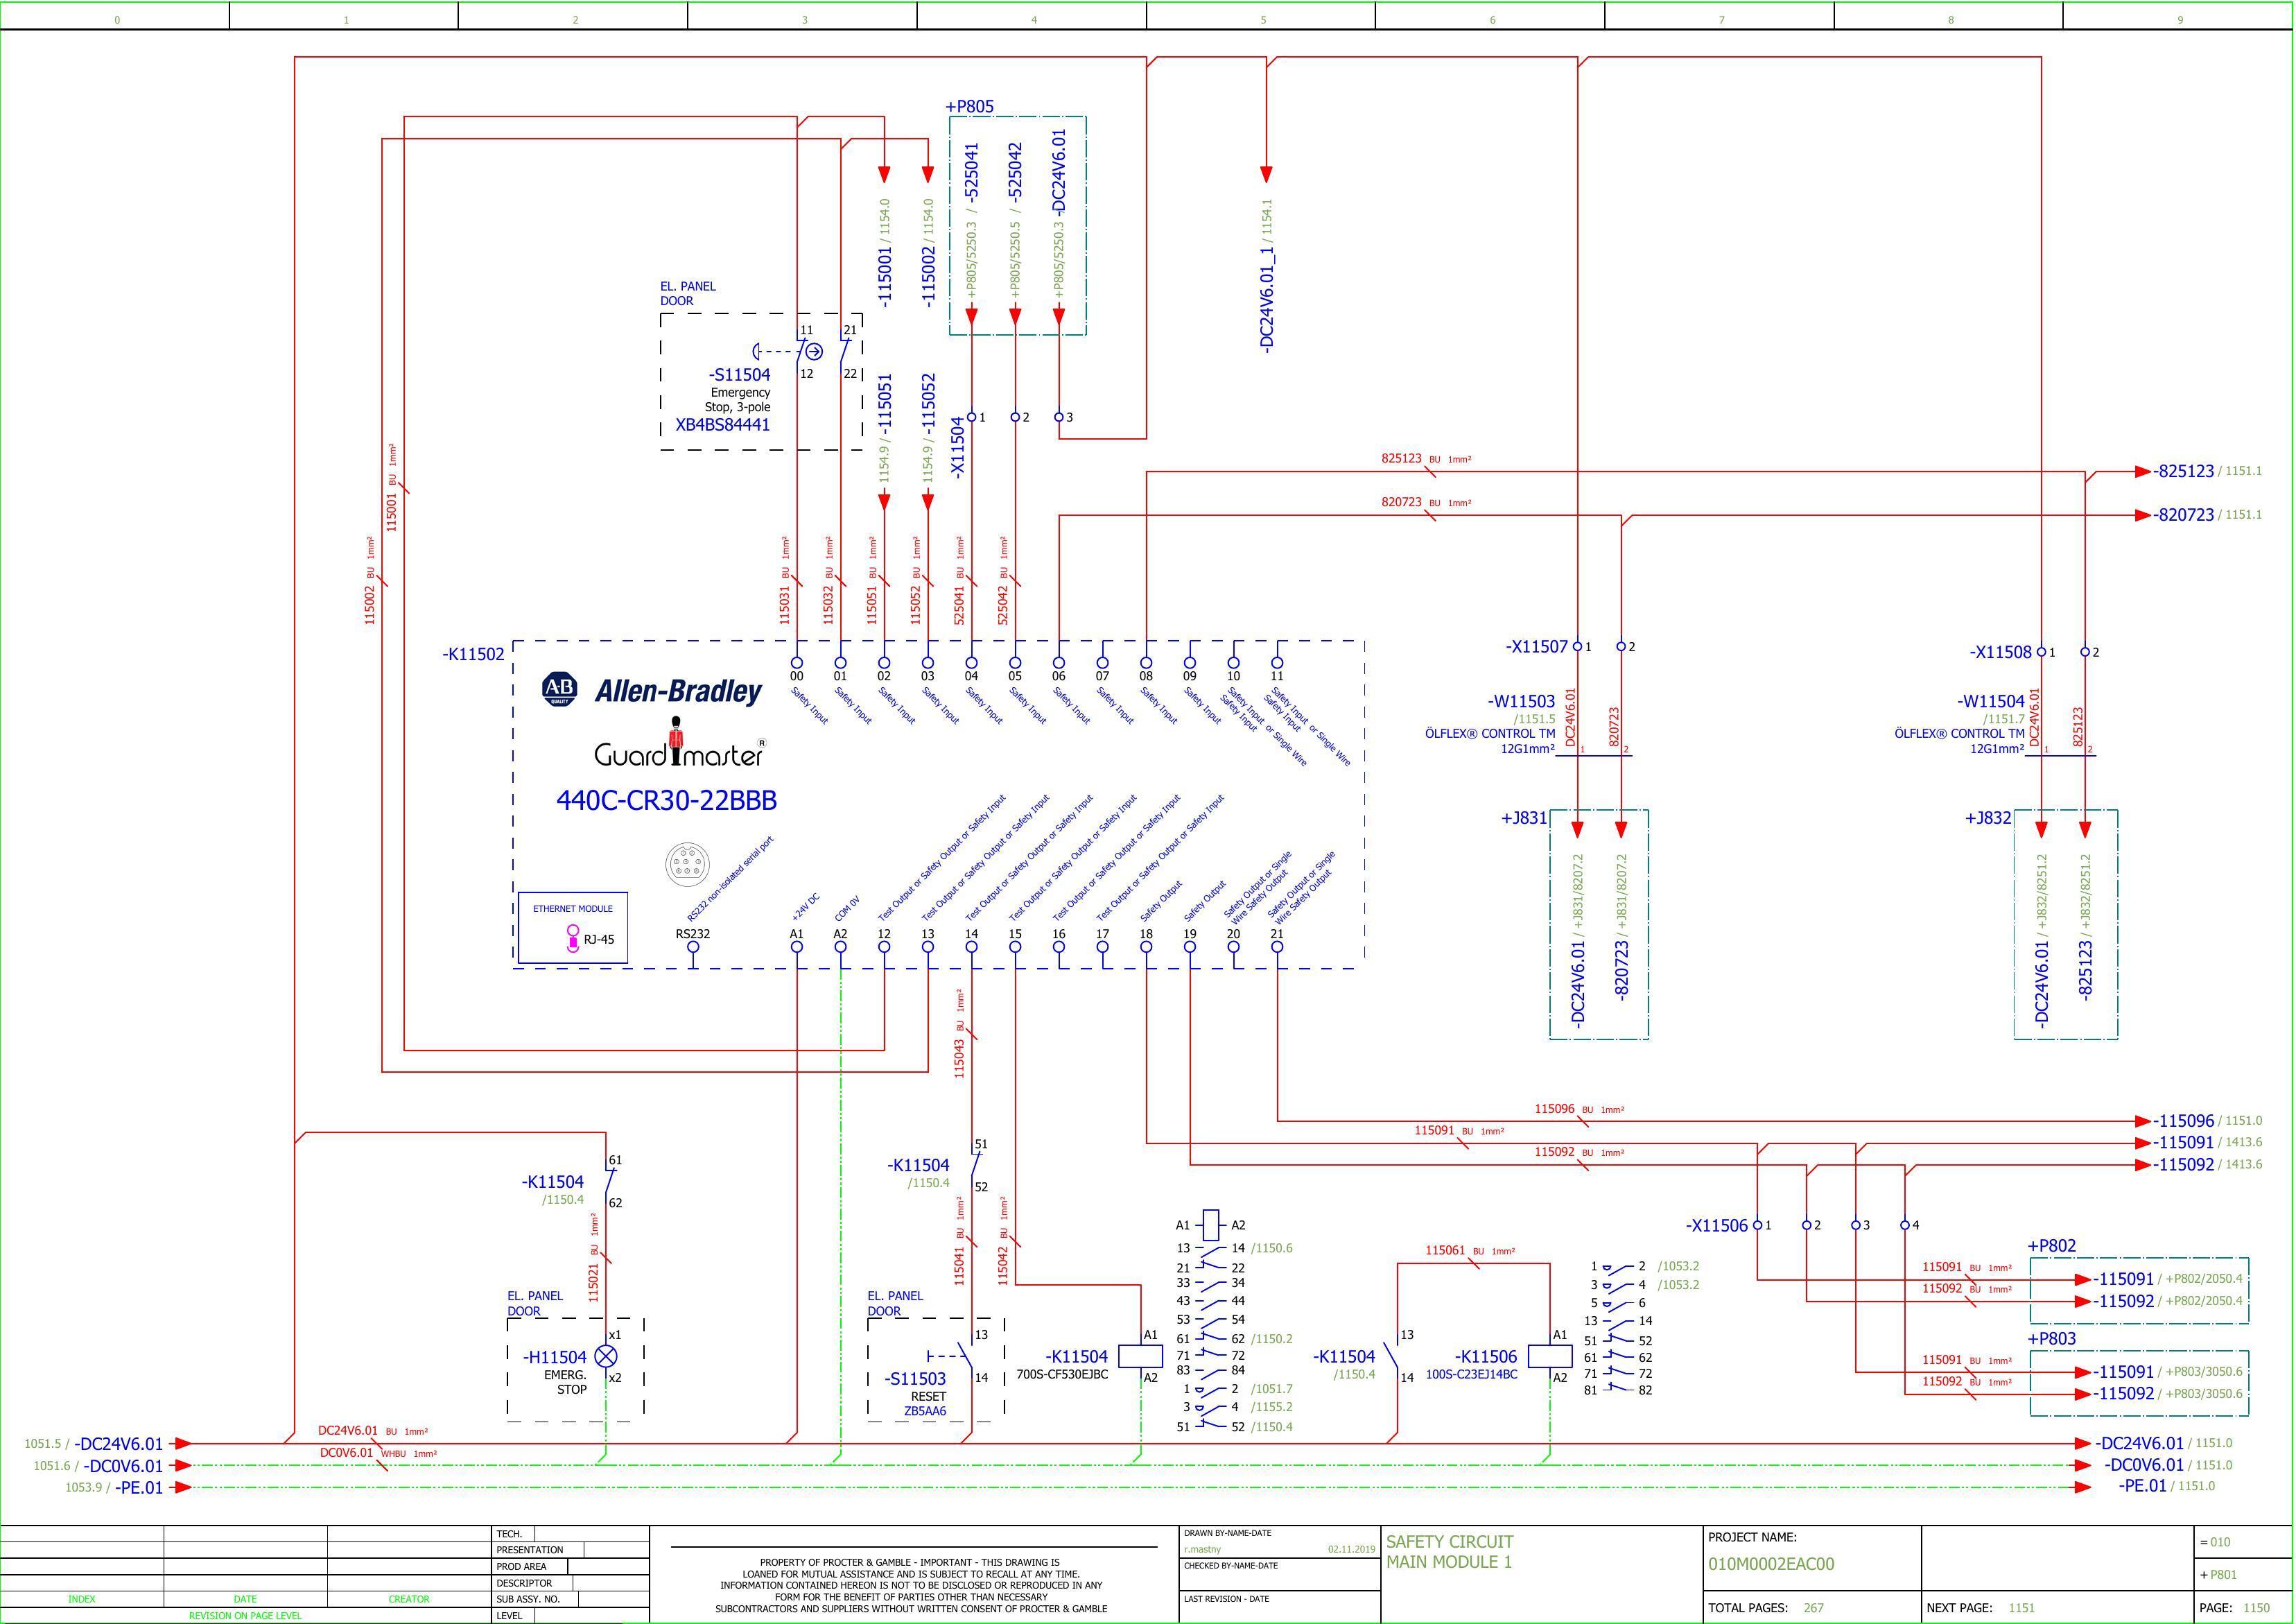 0 1 2 3 4 5 6 7 8 9
+P805
-115001 / 1154.0
-115002 / 1154.0
+P805/5250.3 / -525041
+P805/5250.5 / -525042
+P805/5250.3 / -DC24V6.01
-DC24V6.01_1 / 1154.1
EL. PANEL
DOOR
11 21
12 22
-S11504
Emergency
Stop, 3-pole
XB4BS84441
1154.9 / -115051
1154.9 / -115052
-X11504 1 2 3
825123 BU 1mm²
-825123 / 1151.1
820723 BU 1mm²
-820723 / 1151.1
115002 BU 1mm²
115001 BU 1mm²
115031 BU 1mm²
115032 BU 1mm²
115051 BU 1mm²
115052 BU 1mm²
525041 BU 1mm²
525042 BU 1mm²
-K11502
A-B
QUALITY
Allen-Bradley
Guardmaster ®
440C-CR30-22BBB
00 01 02 03 04 05 06 07 08 09 10 11
Safety Input
Safety Input
Safety Input
Safety Input
Safety Input
Safety Input
Safety Input
Safety Input
Safety Input
Safety Input
Safety Input or Single Wire
Safety Input
Safety Input or Single Wire
Safety Input
ETHERNET MODULE
RJ-45
RS232 non-isolated serial port
+24V DC
COM 0V
Test Output or Safety Output or Safety Input
Test Output or Safety Output or Safety Input
Test Output or Safety Output or Safety Input
Test Output or Safety Output or Safety Input
Test Output or Safety Output or Safety Input
Test Output or Safety Output or Safety Input
Safety Output
Safety Output
Safety Output or Single
Wire Safety Output
Safety Output or Single
Wire Safety Output
RS232 A1 A2 12 13 14 15 16 17 18 19 20 21
-X11507 1 2
-W11503
/1151.5
ÖLFLEX® CONTROL TM
12G1mm²
DC24V6.01
820723
1 2
+J831
-DC24V6.01 / +J831/8207.2
-820723 / +J831/8207.2
-X11508 1 2
-W11504
/1151.7
ÖLFLEX® CONTROL TM
12G1mm²
DC24V6.01
825123
1 2
+J832
-DC24V6.01 / +J832/8251.2
-825123 / +J832/8251.2
115043 BU 1mm²
115096 BU 1mm²
-115096 / 1151.0
115091 BU 1mm²
-115091 / 1413.6
115092 BU 1mm²
-115092 / 1413.6
61
-K11504
/1150.4
62
115021 BU 1mm²
EL. PANEL
DOOR
x1
-H11504
EMERG.
STOP
x2
51
-K11504
/1150.4
52
115041 BU 1mm²
115042 BU 1mm²
EL. PANEL
DOOR
13
-S11503
14
RESET
ZB5AA6
A1
-K11504
700S-CF530EJBC
A2
A1 A2
13 14 /1150.6
21 22
33 34
43 44
53 54
61 62 /1150.2
71 72
83 84
1 2 /1051.7
3 4 /1155.2
51 52 /1150.4
115061 BU 1mm²
13
-K11504
/1150.4
14
A1
-K11506
100S-C23EJ14BC
A2
1 2 /1053.2
3 4 /1053.2
5 6
13 14
51 52
61 62
71 72
81 82
-X11506 1 2 3 4
+P802
115091 BU 1mm²
-115091 / +P802/2050.4
115092 BU 1mm²
-115092 / +P802/2050.4
+P803
115091 BU 1mm²
-115091 / +P803/3050.6
115092 BU 1mm²
-115092 / +P803/3050.6
DC24V6.01 BU 1mm²
1051.5 / -DC24V6.01
-DC24V6.01 / 1151.0
DC0V6.01 WHBU 1mm²
1051.6 / -DC0V6.01
-DC0V6.01 / 1151.0
1053.9 / -PE.01
-PE.01 / 1151.0
INDEX DATE CREATOR
REVISION ON PAGE LEVEL
TECH.
PRESENTATION
PROD AREA
DESCRIPTOR
SUB ASSY. NO.
LEVEL
PROPERTY OF PROCTER & GAMBLE - IMPORTANT - THIS DRAWING IS
LOANED FOR MUTUAL ASSISTANCE AND IS SUBJECT TO RECALL AT ANY TIME.
INFORMATION CONTAINED HEREON IS NOT TO BE DISCLOSED OR REPRODUCED IN ANY
FORM FOR THE BENEFIT OF PARTIES OTHER THAN NECESSARY
SUBCONTRACTORS AND SUPPLIERS WITHOUT WRITTEN CONSENT OF PROCTER & GAMBLE
DRAWN BY-NAME-DATE
r.mastny 02.11.2019
CHECKED BY-NAME-DATE
LAST REVISION - DATE
SAFETY CIRCUIT
MAIN MODULE 1
PROJECT NAME:
010M0002EAC00
TOTAL PAGES: 267
NEXT PAGE: 1151
= 010
+ P801
PAGE: 1150